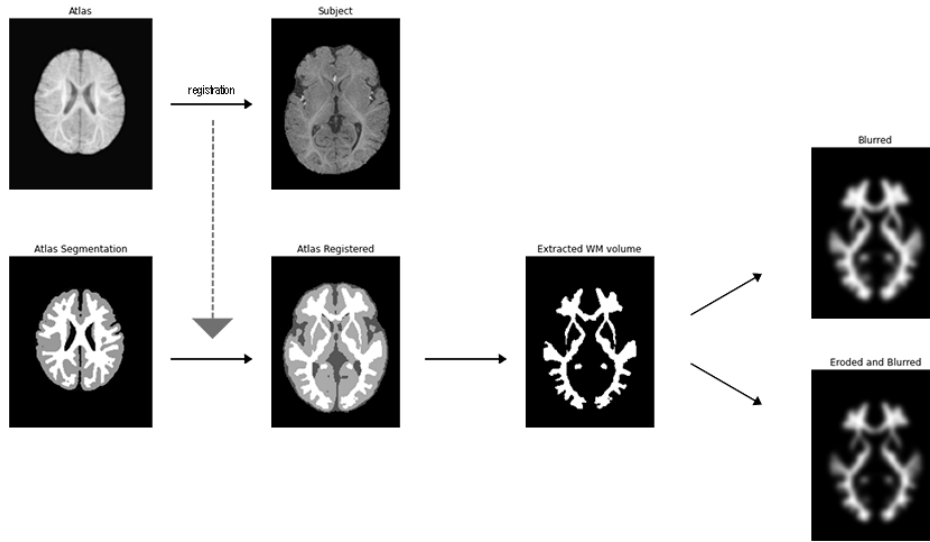 Atlas
Subject
registration
Blurred
Atlas Segmentation
Atlas Registered
Extracted WM volume
Eroded and Blurred